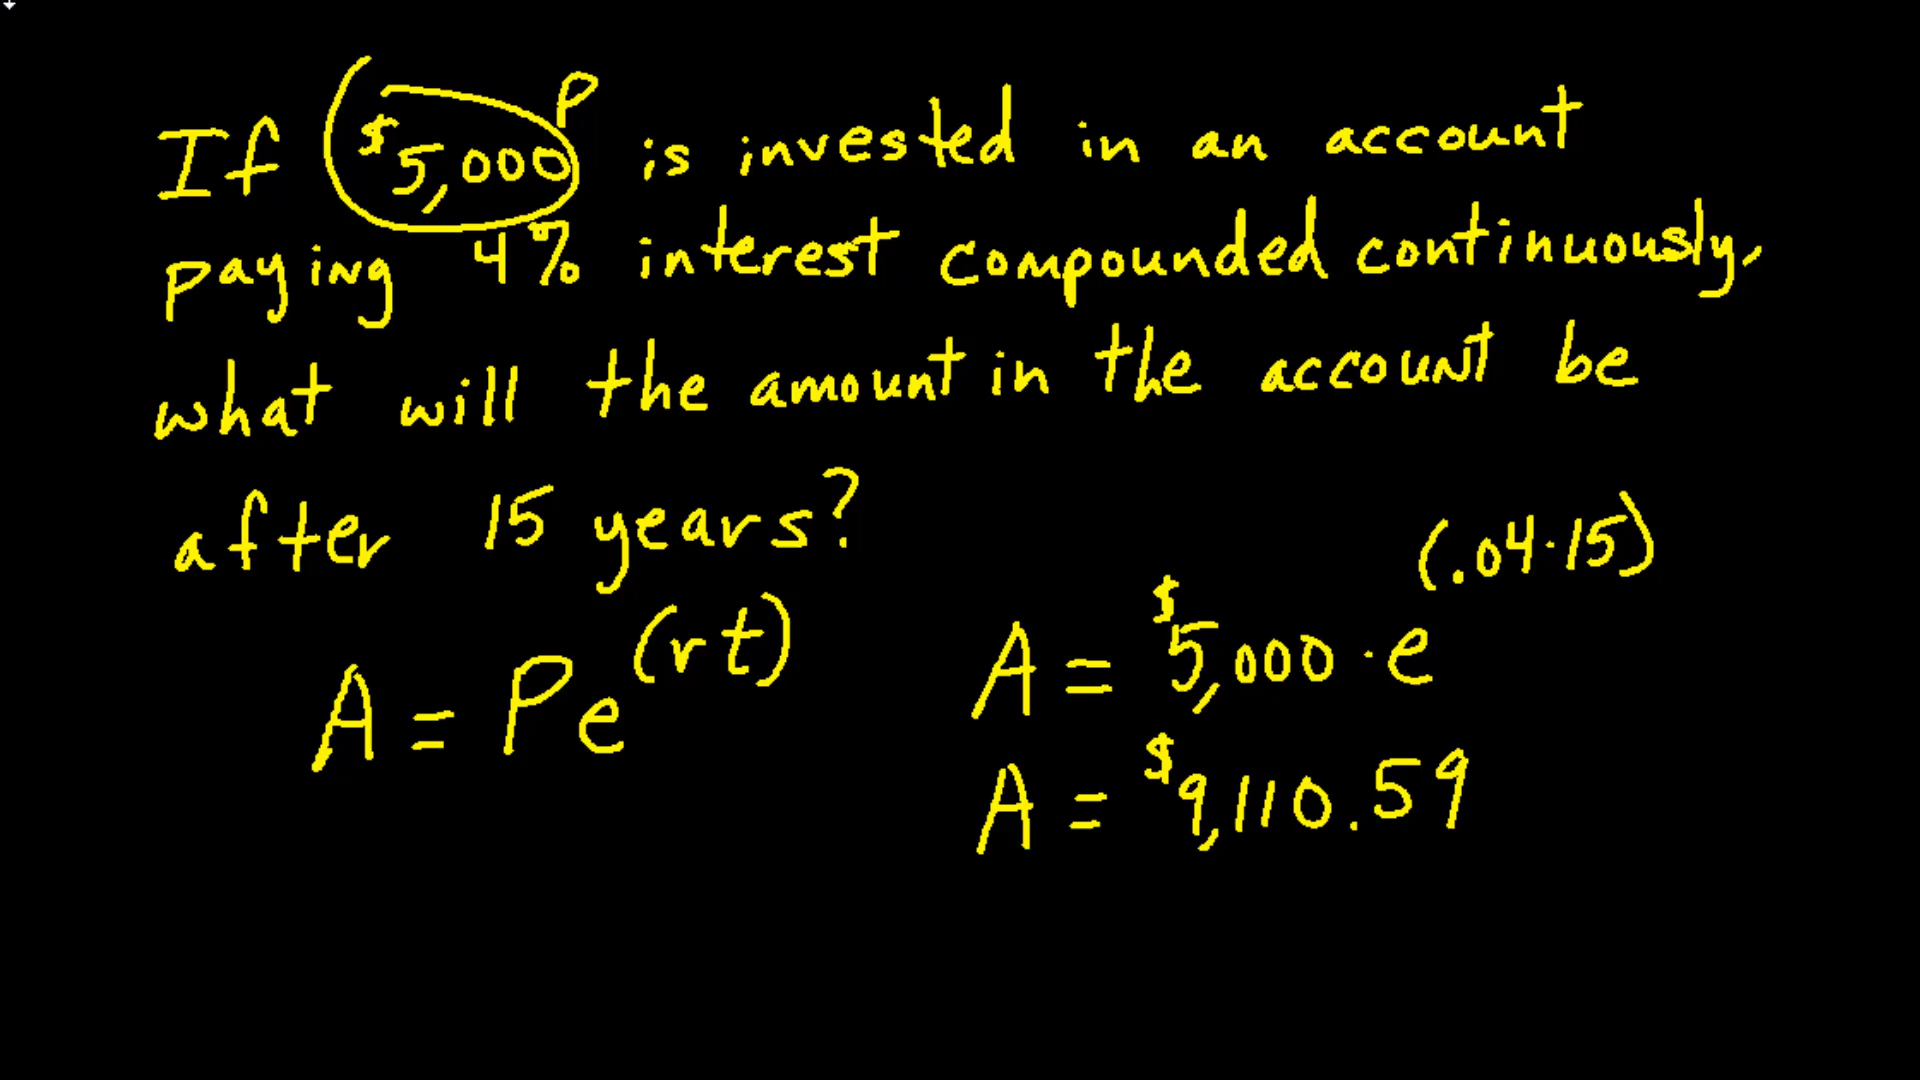 If $5,000 P is invested in an account
paying 4% interest compounded continuously,
what will the amount in the account be
after 15 years?
A = Pe^(rt)
A = $5,000 · e^(.04·15)
A = $9,110.59